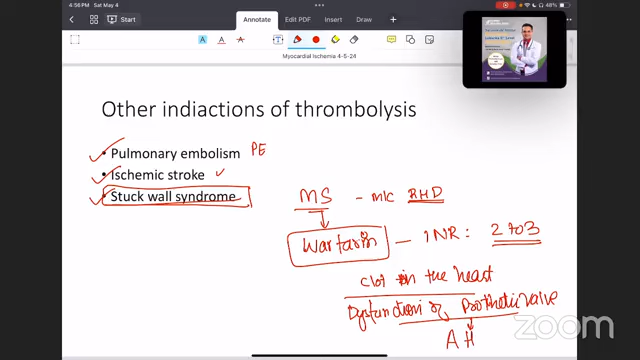 4:56 PM Sat May 4
48%
Start
Annotate Edit PDF Insert Drawing
Myocardial Ischemia 4-5-24
Other indiactions of thrombolysis
• Pulmonary embolism PE
• Ischemic stroke
• Stuck wall syndrome
MS - m/c RHD
Warfarin - INR: 2 to 3
clot in the heart
Dysfunction of Prosthetic Valve
AH
zoom